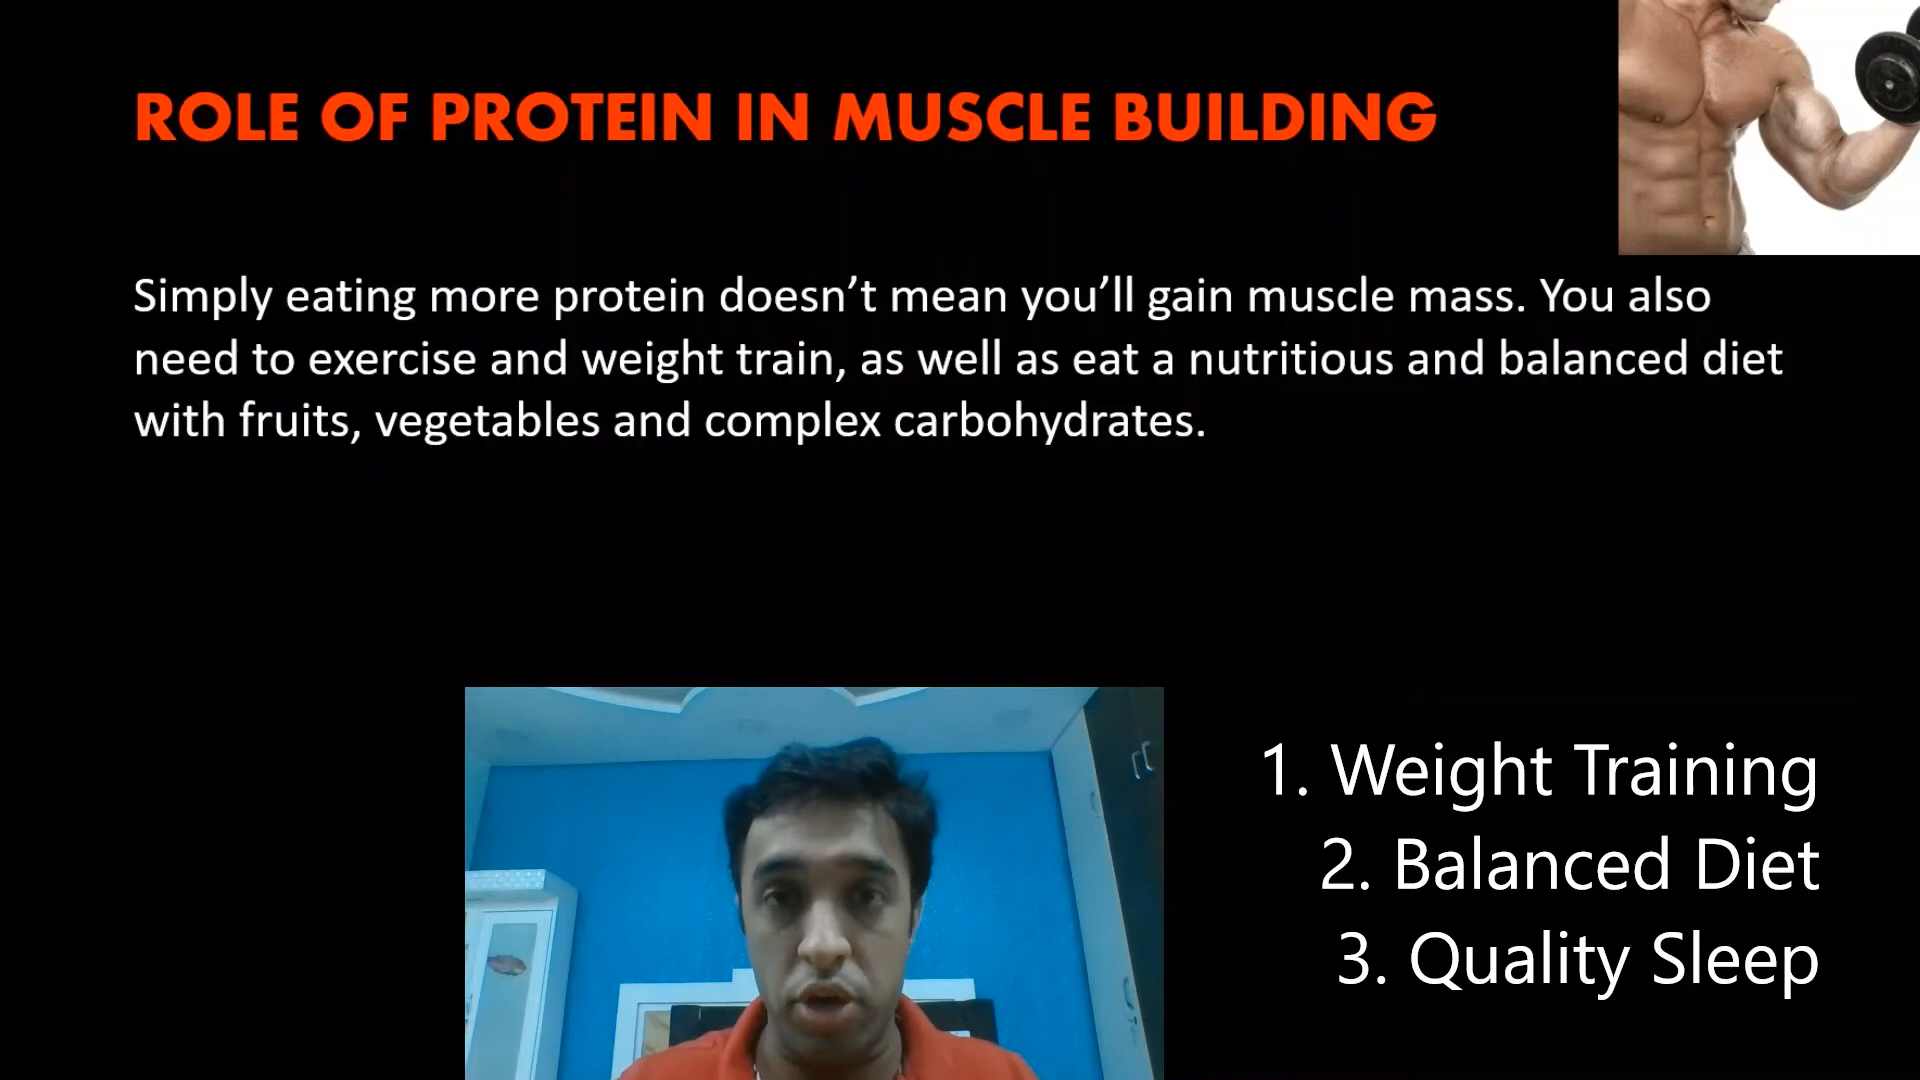 ROLE OF PROTEIN IN MUSCLE BUILDING
Simply eating more protein doesn’t mean you’ll gain muscle mass. You also
need to exercise and weight train, as well as eat a nutritious and balanced diet
with fruits, vegetables and complex carbohydrates.
1. Weight Training
2. Balanced Diet
3. Quality Sleep